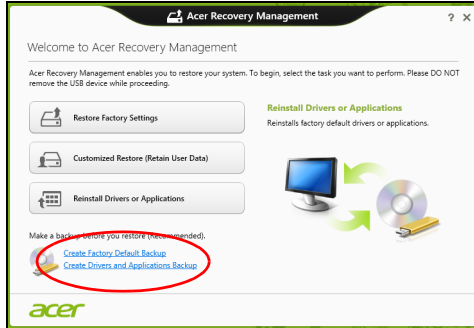 Acer Recovery Management
? X
Welcome to Acer Recovery Management
Acer Recovery Management enables you to restore your system. To begin, select the task you want to perform. Please DO NOT
remove the USB device while proceeding.
Restore Factory Settings
Customized Restore (Retain User Data)
Reinstall Drivers or Applications
Reinstall Drivers or Applications
Reinstalls factory default drivers or applications.
Make a backup before you restore (Recommended).
Create Factory Default Backup
Create Drivers and Applications Backup
acer